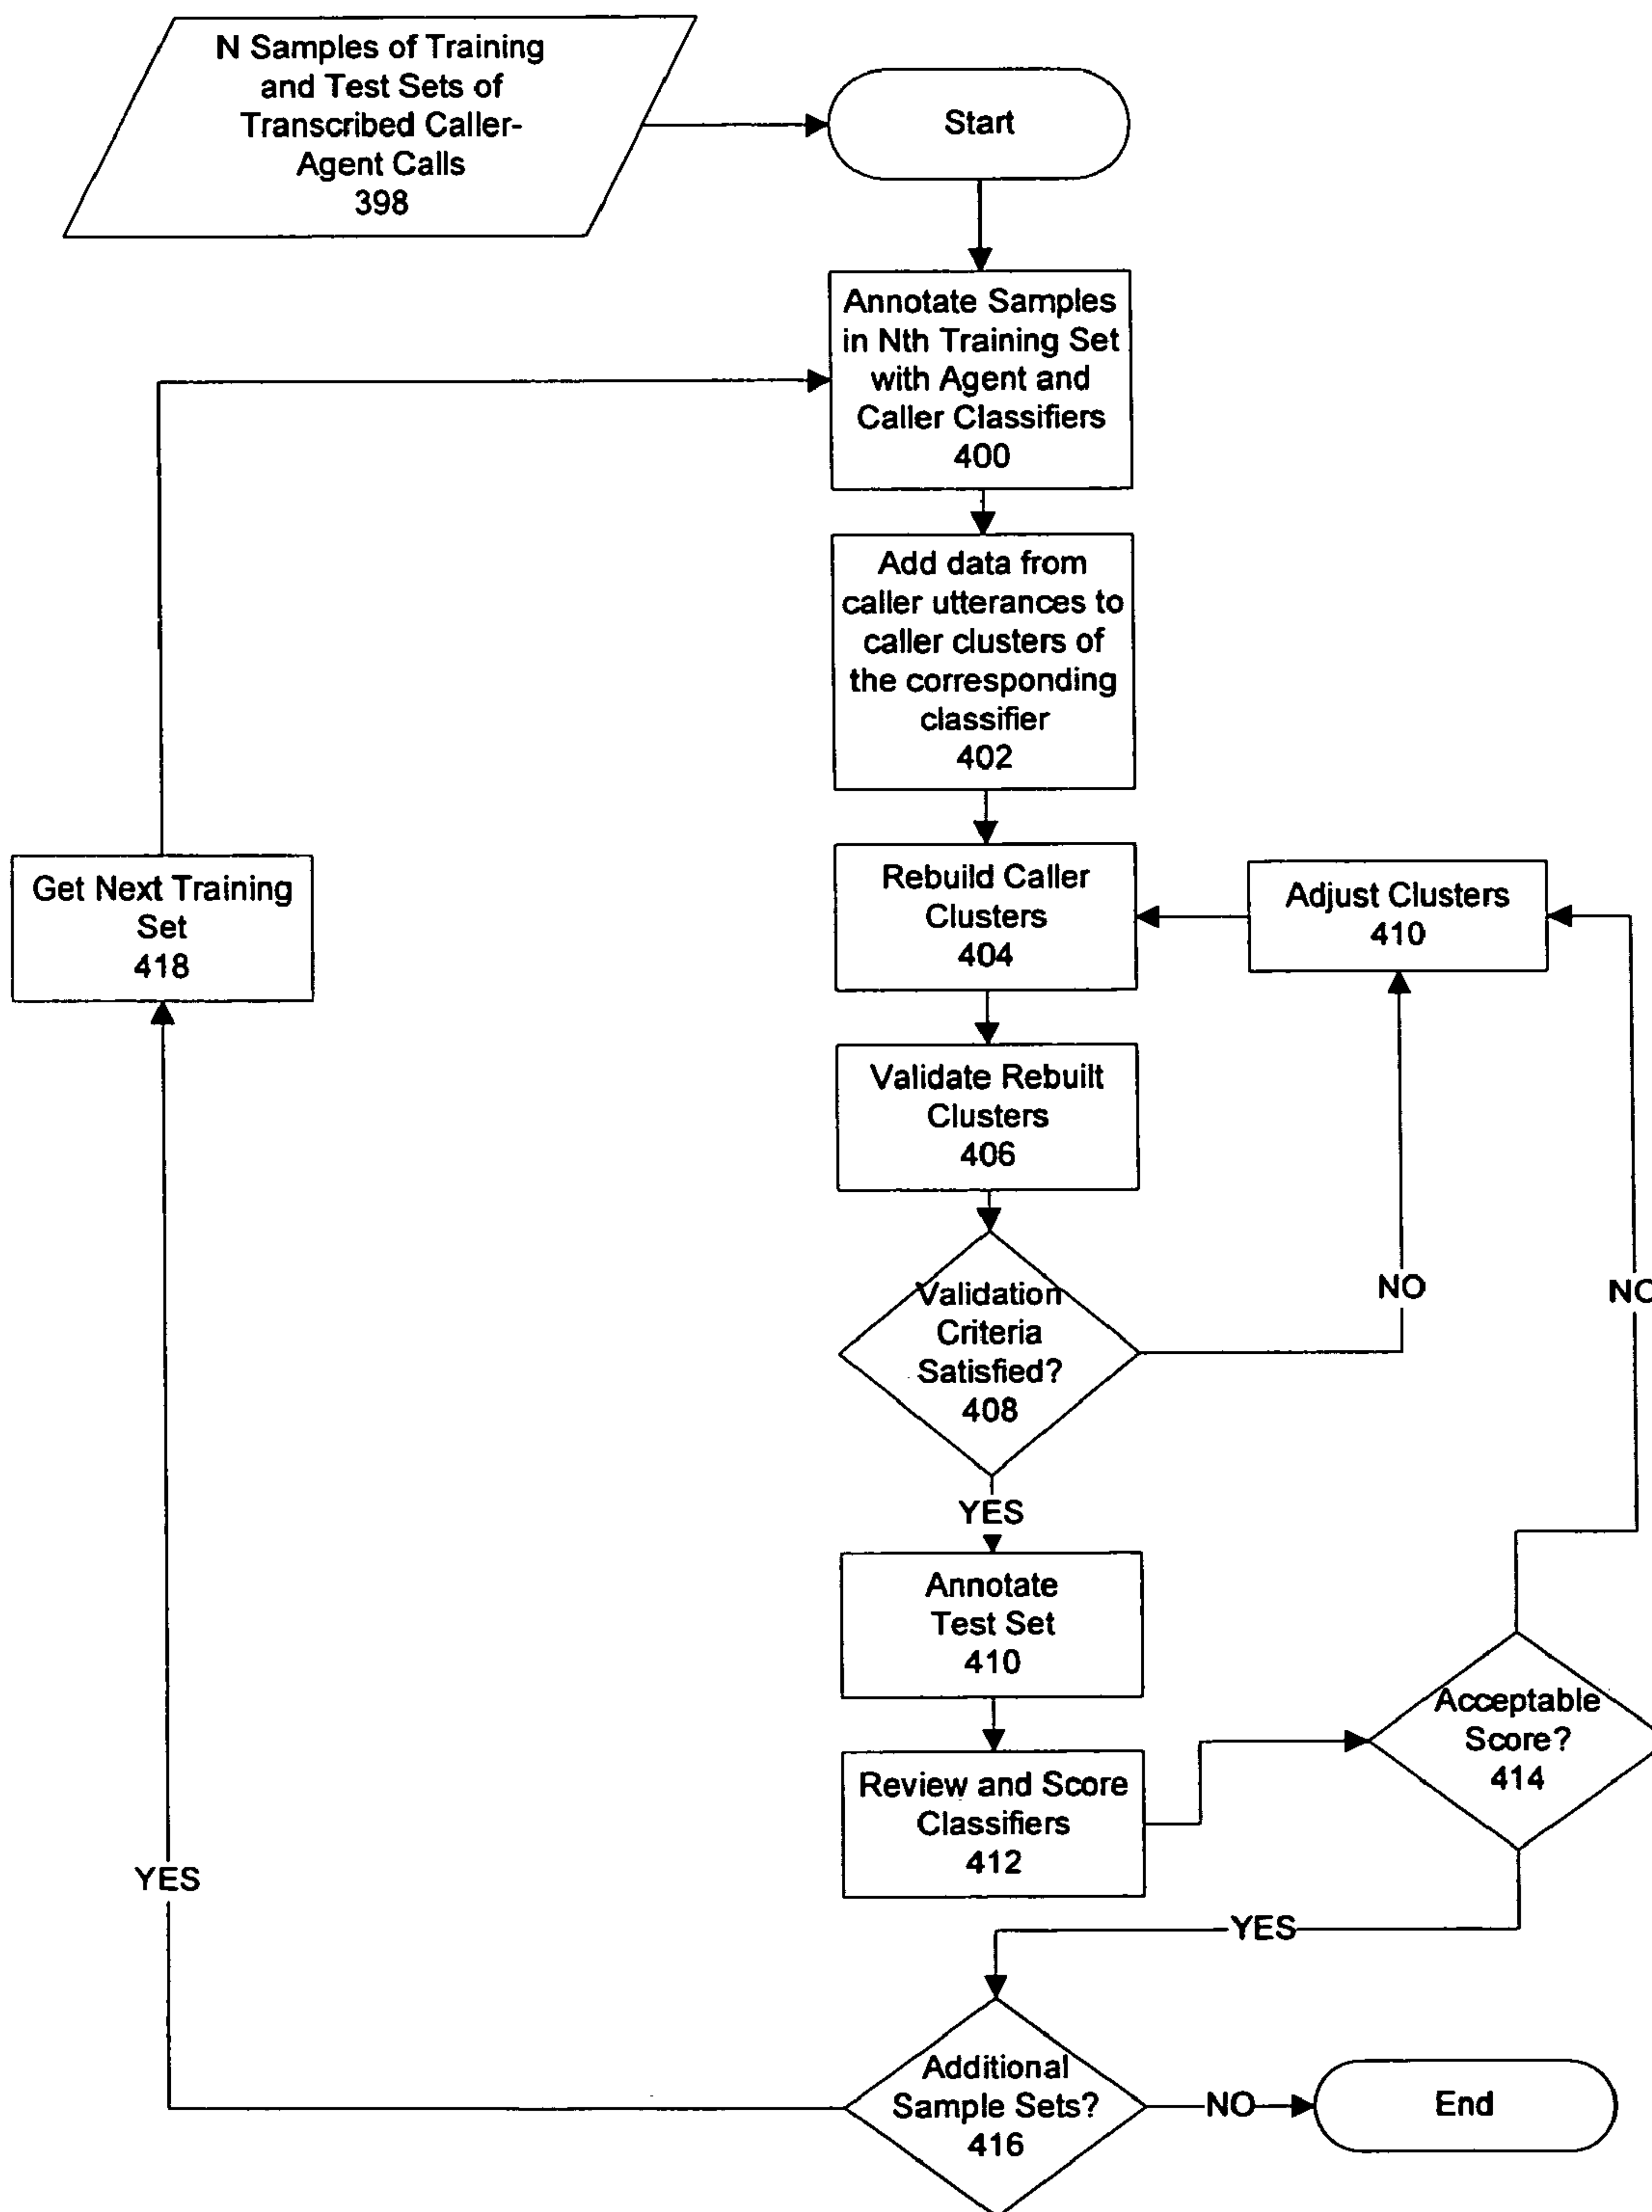 N Samples of Training
and Test Sets of
Transcribed Caller-
Agent Calls
398
Start
Annotate Samples
in Nth Training Set
with Agent and
Caller Classifiers
400
Add data from
caller utterances to
caller clusters of
the corresponding
classifier
402
Rebuild Caller
Clusters
404
Adjust Clusters
410
Get Next Training
Set
418
Validate Rebuilt
Clusters
406
Validation
Criteria
Satisfied?
408
NO
NO
YES
Annotate
Test Set
410
Acceptable
Score?
414
Review and Score
Classifiers
412
YES
YES
Additional
Sample Sets?
416
NO
End